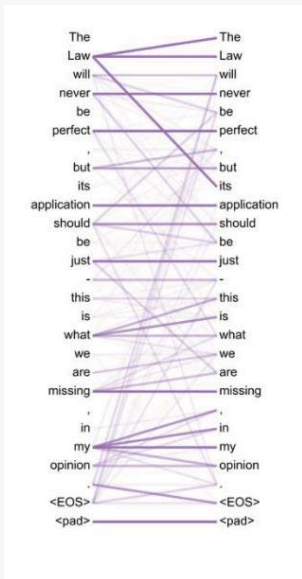 The The
Law Law
will will
never never
be be
perfect perfect
, ,
but but
its its
application application
should should
be be
just just
- -
this this
is is
what what
we we
are are
missing missing
, ,
in in
my my
opinion opinion
. .
<EOS> <EOS>
<pad> <pad>